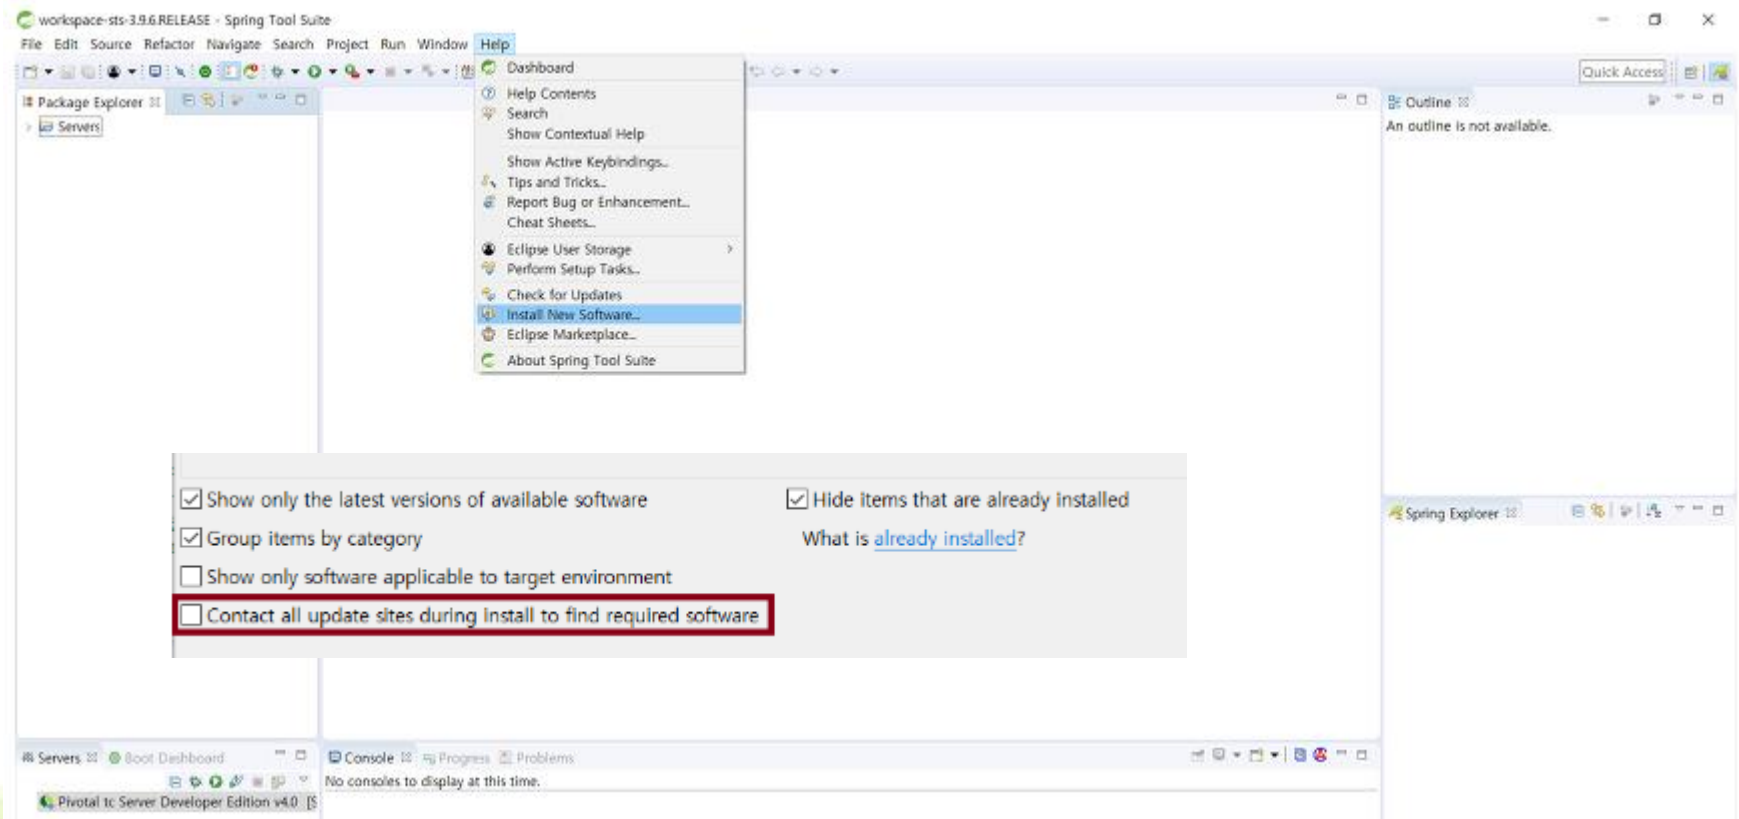 workspace-sts-3.9.6.RELEASE - Spring Tool Suite
File Edit Source Refactor Navigate Search Project Run Window Help
Quick Access
Package Explorer
Servers
Dashboard
Help Contents
Search
Show Contextual Help
Show Active Keybindings...
Tips and Tricks...
Report Bug or Enhancement...
Cheat Sheets...
Eclipse User Storage
Perform Setup Tasks...
Check for Updates
Install New Software...
Eclipse Marketplace...
About Spring Tool Suite
Outline
An outline is not available.
Show only the latest versions of available software
Hide items that are already installed
Group items by category
What is already installed?
Show only software applicable to target environment
Contact all update sites during install to find required software
Spring Explorer
Servers Boot Dashboard
Console Progress Problems
No consoles to display at this time.
Pivotal tc Server Developer Edition v4.0 [S